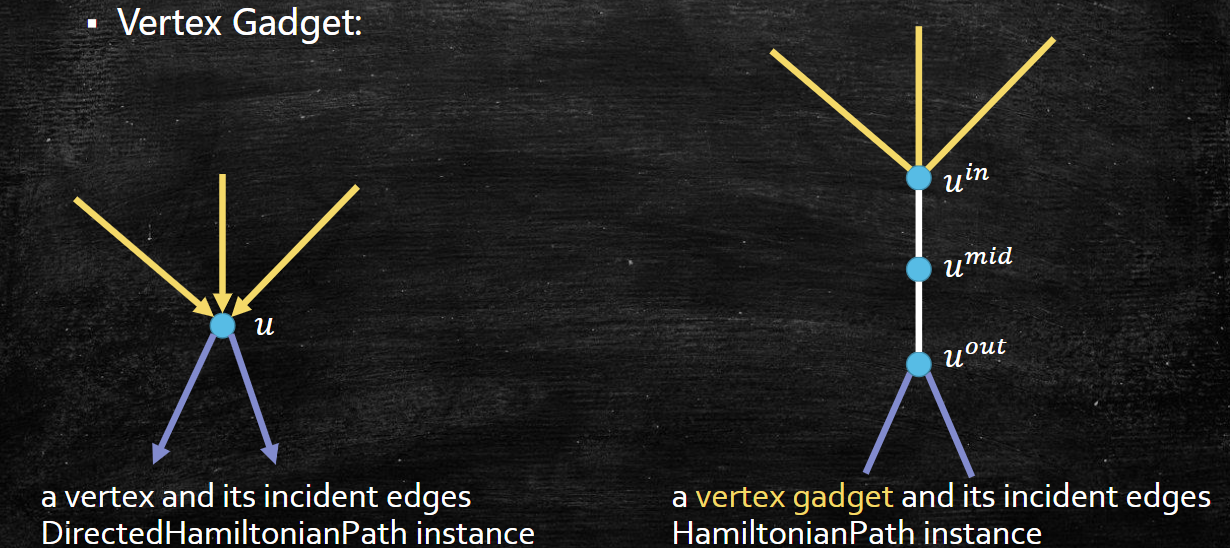 ▪ Vertex Gadget:
u
u^{in}
u^{mid}
u^{out}
a vertex and its incident edges
DirectedHamiltonianPath instance
a vertex gadget and its incident edges
HamiltonianPath instance